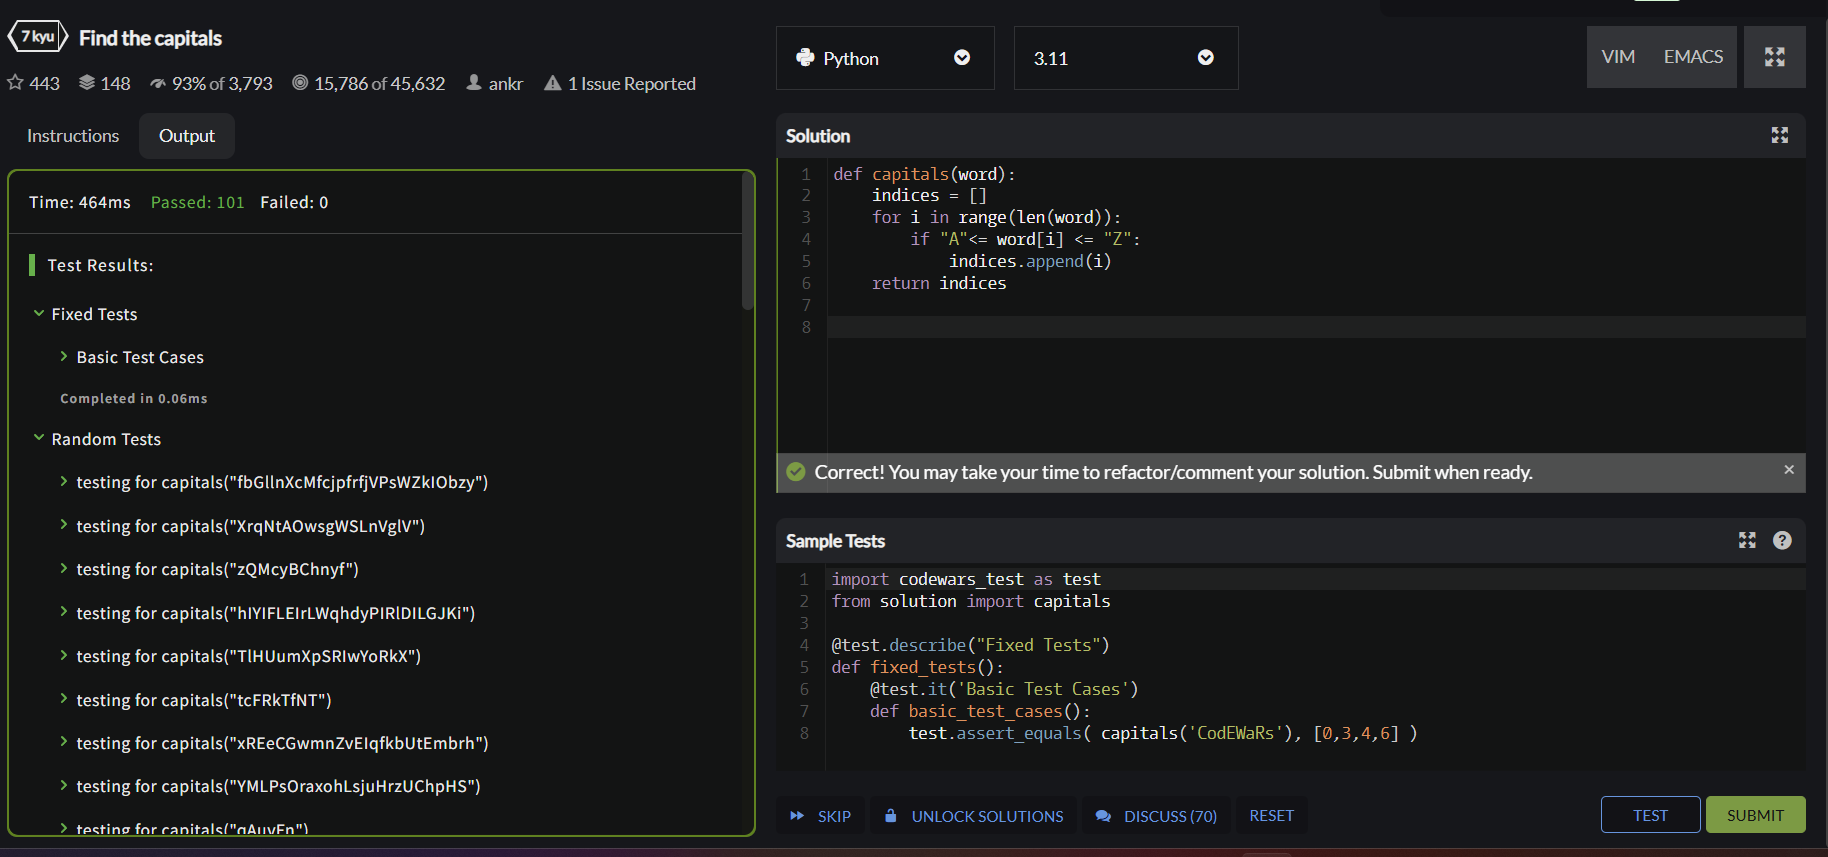 7 kyu Find the capitals
443 148 93% of 3,793 15,786 of 45,632 ankr 1 Issue Reported
Instructions Output
Time: 464ms Passed: 101 Failed: 0
Test Results:
Fixed Tests
Basic Test Cases
Completed in 0.06ms
Random Tests
testing for capitals("fbGllnXcMfcjpfrfjVPsWZkIObzy")
testing for capitals("XrqNtAOwsgWSLnVglV")
testing for capitals("zQMcyBChnyf")
testing for capitals("hIYIFLEIrLWqhdyPIRlDILGJKi")
testing for capitals("TlHUumXpSRIwYoRkX")
testing for capitals("tcFRkTfNT")
testing for capitals("xREeCGwmnZvEIqfkbUtEmbrh")
testing for capitals("YMLPsOraxohLsjuHrzUChpHS")
testing for capitals("qAuvEn")
Python 3.11 VIM EMACS
Solution
1 def capitals(word):
2 indices = []
3 for i in range(len(word)):
4 if "A"<= word[i] <= "Z":
5 indices.append(i)
6 return indices
7
8
Correct! You may take your time to refactor/comment your solution. Submit when ready. ×
Sample Tests ?
1 import codewars_test as test
2 from solution import capitals
3
4 @test.describe("Fixed Tests")
5 def fixed_tests():
6 @test.it('Basic Test Cases')
7 def basic_test_cases():
8 test.assert_equals( capitals('CodEWaRs'), [0,3,4,6] )
SKIP UNLOCK SOLUTIONS DISCUSS (70) RESET TEST SUBMIT